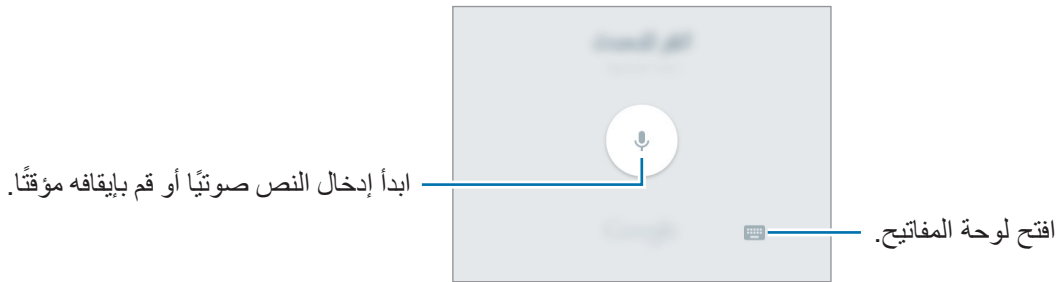 ابدأ إدخال النص صوتيًا أو قم بإيقافه مؤقتًا.
افتح لوحة المفاتيح.